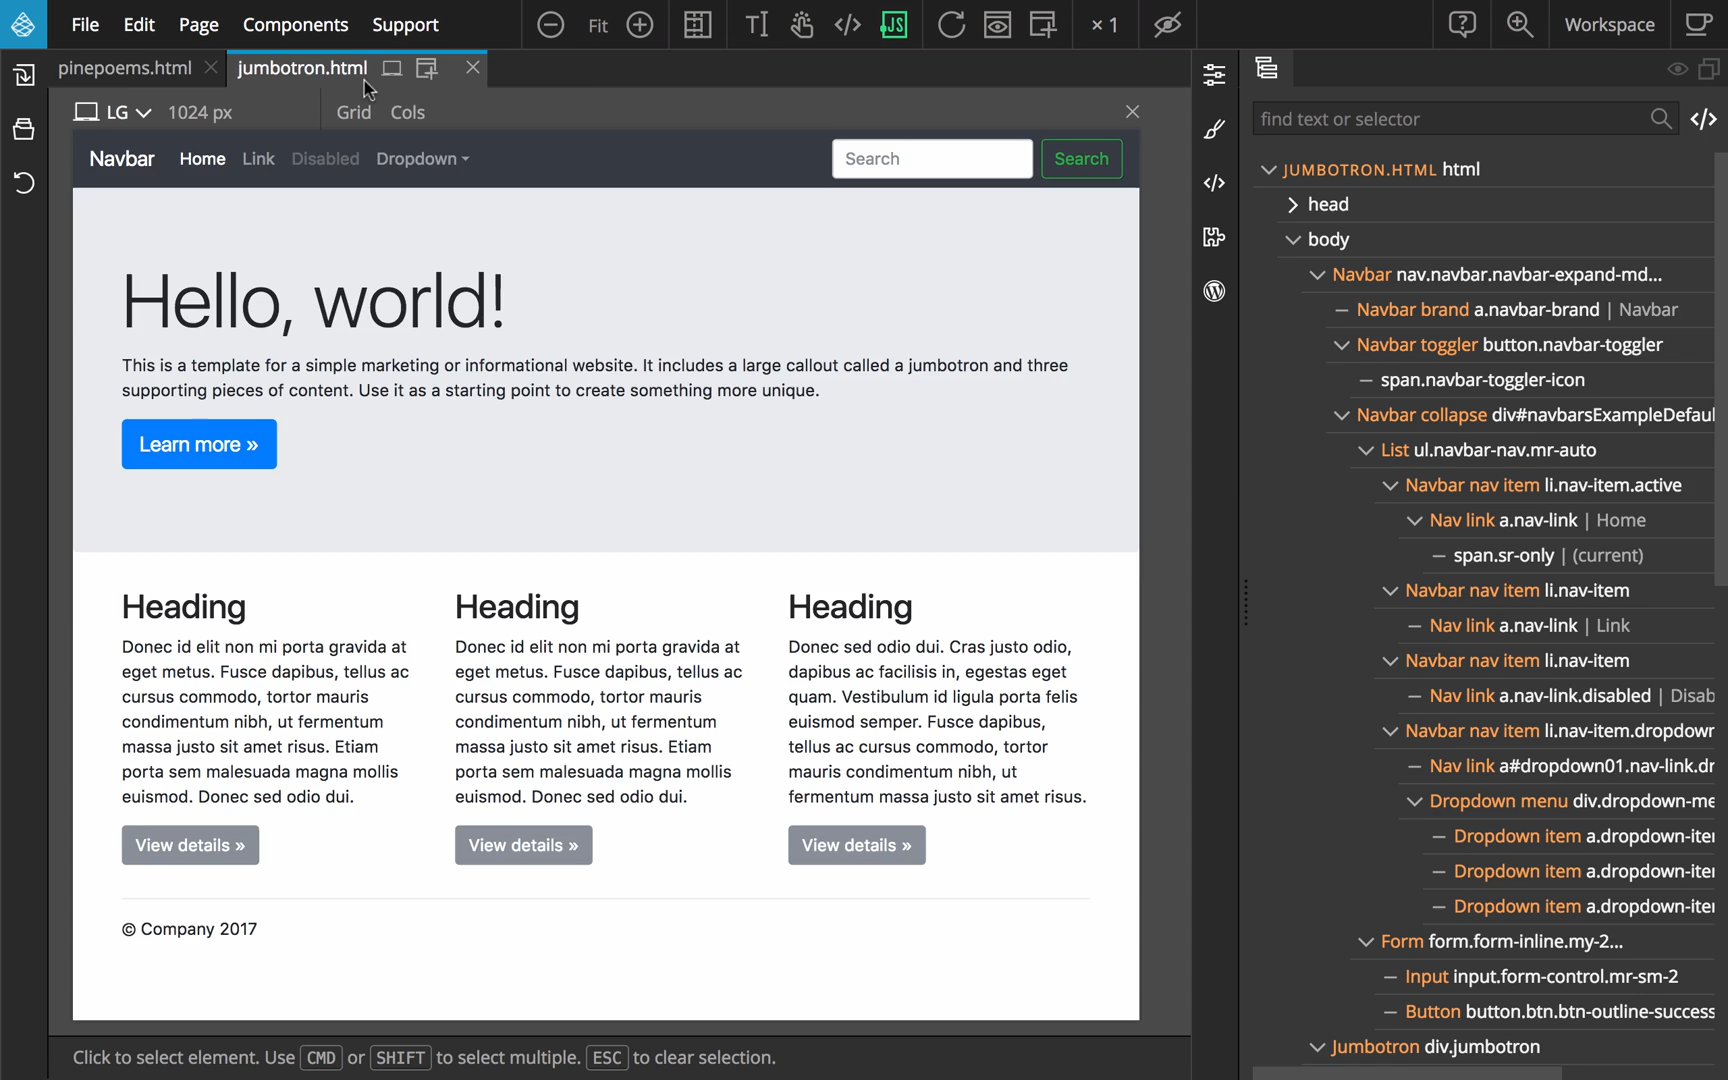 File Edit Page Components Support Fit JS × 1 Workspace
pinepoems.html jumbotron.html
LG 1024 px Grid Cols
find text or selector
Navbar Home Link Disabled Dropdown Search Search
Hello, world!
This is a template for a simple marketing or informational website. It includes a large callout called a jumbotron and three
supporting pieces of content. Use it as a starting point to create something more unique.
Learn more »
Heading
Donec id elit non mi porta gravida at
eget metus. Fusce dapibus, tellus ac
cursus commodo, tortor mauris
condimentum nibh, ut fermentum
massa justo sit amet risus. Etiam
porta sem malesuada magna mollis
euismod. Donec sed odio dui.
View details »
Heading
Donec id elit non mi porta gravida at
eget metus. Fusce dapibus, tellus ac
cursus commodo, tortor mauris
condimentum nibh, ut fermentum
massa justo sit amet risus. Etiam
porta sem malesuada magna mollis
euismod. Donec sed odio dui.
View details »
Heading
Donec sed odio dui. Cras justo odio,
dapibus ac facilisis in, egestas eget
quam. Vestibulum id ligula porta felis
euismod semper. Fusce dapibus,
tellus ac cursus commodo, tortor
mauris condimentum nibh, ut
fermentum massa justo sit amet risus.
View details »
© Company 2017
Click to select element. Use CMD or SHIFT to select multiple. ESC to clear selection.
JUMBOTRON.HTML html
head
body
Navbar nav.navbar.navbar-expand-md...
Navbar brand a.navbar-brand | Navbar
Navbar toggler button.navbar-toggler
span.navbar-toggler-icon
Navbar collapse div#navbarsExampleDefaul
List ul.navbar-nav.mr-auto
Navbar nav item li.nav-item.active
Nav link a.nav-link | Home
span.sr-only | (current)
Navbar nav item li.nav-item
Nav link a.nav-link | Link
Navbar nav item li.nav-item
Nav link a.nav-link.disabled | Disab
Navbar nav item li.nav-item.dropdown
Nav link a#dropdown01.nav-link.dr
Dropdown menu div.dropdown-me
Dropdown item a.dropdown-iter
Dropdown item a.dropdown-iter
Dropdown item a.dropdown-iter
Form form.form-inline.my-2...
Input input.form-control.mr-sm-2
Button button.btn.btn-outline-success
Jumbotron div.jumbotron